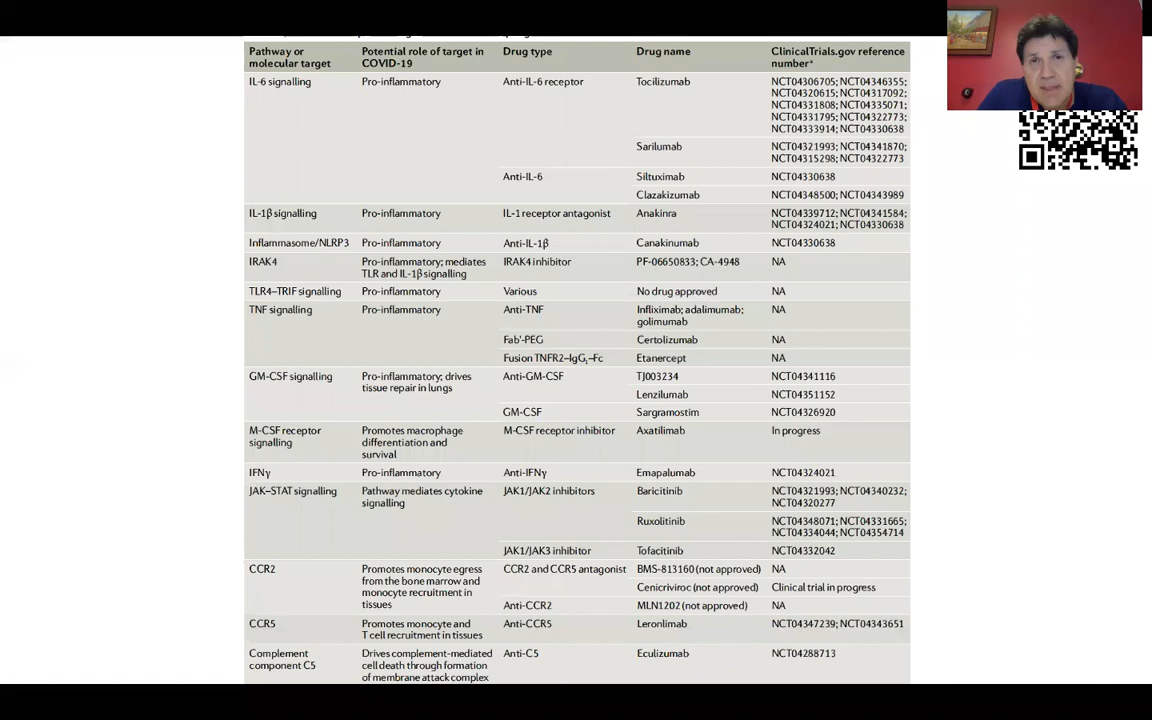 Pathway or molecular target | Potential role of target in COVID-19 | Drug type | Drug name | ClinicalTrials.gov reference numberᵃ
IL-6 signalling | Pro-inflammatory | Anti-IL-6 receptor | Tocilizumab | NCT04306705; NCT04346355; NCT04320615; NCT04317092; NCT04331808; NCT04335071; NCT04331795; NCT04322773; NCT04333914; NCT04330638
Sarilumab | NCT04321993; NCT04341870; NCT04315298; NCT04322773
Anti-IL-6 | Siltuximab | NCT04330638
Clazakizumab | NCT04348500; NCT04343989
IL-1β signalling | Pro-inflammatory | IL-1 receptor antagonist | Anakinra | NCT04339712; NCT04341584; NCT04324021; NCT04330638
Inflammasome/NLRP3 | Pro-inflammatory | Anti-IL-1β | Canakinumab | NCT04330638
IRAK4 | Pro-inflammatory; mediates TLR and IL-1β signalling | IRAK4 inhibitor | PF-06650833; CA-4948 | NA
TLR4–TRIF signalling | Pro-inflammatory | Various | No drug approved | NA
TNF signalling | Pro-inflammatory | Anti-TNF | Infliximab; adalimumab; golimumab | NA
Fab'-PEG | Certolizumab | NA
Fusion TNFR2–IgG₁–Fc | Etanercept | NA
GM-CSF signalling | Pro-inflammatory; drives tissue repair in lungs | Anti-GM-CSF | TJ003234 | NCT04341116
Lenzilumab | NCT04351152
GM-CSF | Sargramostim | NCT04326920
M-CSF receptor signalling | Promotes macrophage differentiation and survival | M-CSF receptor inhibitor | Axatilimab | In progress
IFNγ | Pro-inflammatory | Anti-IFNγ | Emapalumab | NCT04324021
JAK–STAT signalling | Pathway mediates cytokine signalling | JAK1/JAK2 inhibitors | Baricitinib | NCT04321993; NCT04340232; NCT04320277
Ruxolitinib | NCT04348071; NCT04331665; NCT04334044; NCT04354714
JAK1/JAK3 inhibitor | Tofacitinib | NCT04332042
CCR2 | Promotes monocyte egress from the bone marrow and monocyte recruitment in tissues | CCR2 and CCR5 antagonist | BMS-813160 (not approved) | NA
Cenicriviroc (not approved) | Clinical trial in progress
Anti-CCR2 | MLN1202 (not approved) | NA
CCR5 | Promotes monocyte and T cell recruitment in tissues | Anti-CCR5 | Leronlimab | NCT04347239; NCT04343651
Complement component C5 | Drives complement-mediated cell death through formation of membrane attack complex | Anti-C5 | Eculizumab | NCT04288713